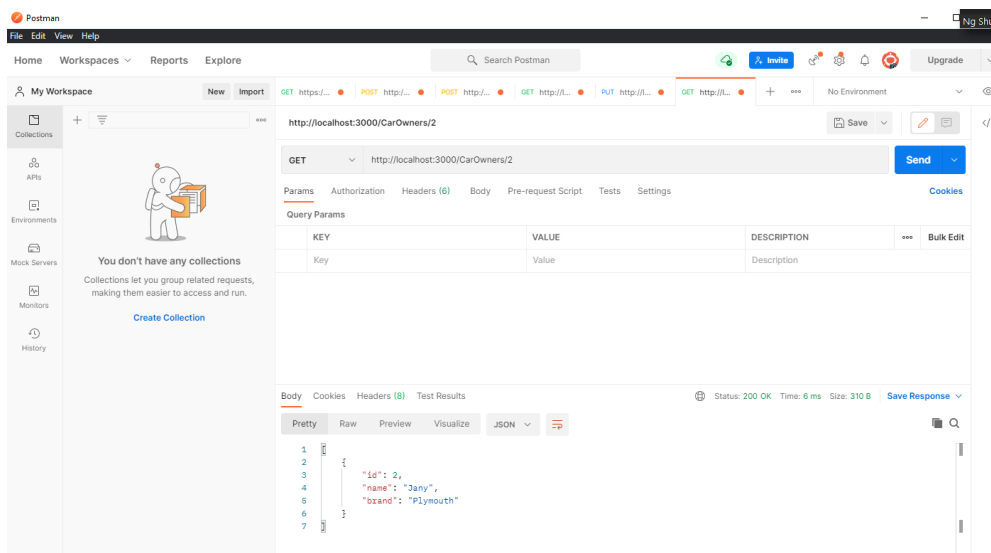 Postman
Ng Shu
File Edit View Help
Home Workspaces Reports Explore
Search Postman
Invite
Upgrade
My Workspace
New Import
GET https:/... POST http:/... POST http:/... GET http://l... PUT http://l... GET http://l...
No Environment
Collections
APIs
Environments
Mock Servers
Monitors
History
You don't have any collections
Collections let you group related requests,
making them easier to access and run.
Create Collection
http://localhost:3000/CarOwners/2
Save
GET http://localhost:3000/CarOwners/2
Send
Params Authorization Headers (6) Body Pre-request Script Tests Settings
Cookies
Query Params
KEY VALUE DESCRIPTION
Bulk Edit
Key Value Description
Body Cookies Headers (8) Test Results
Status: 200 OK Time: 6 ms Size: 310 B Save Response
Pretty Raw Preview Visualize JSON
1 [
2 {
3 "id": 2,
4 "name": "Jany",
5 "brand": "Plymouth"
6 }
7 ]